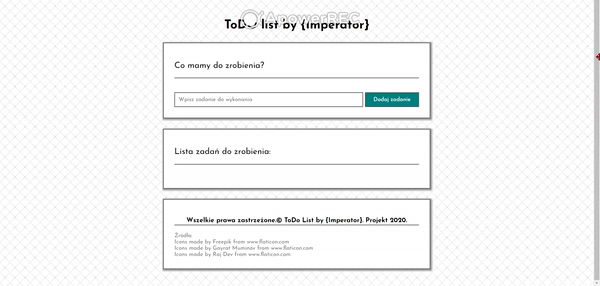 ApowerREC
ToDo list by {Imperator}
Co mamy do zrobienia?
Wpisz zadanie do wykonania
Dodaj zadanie
Lista zadań do zrobienia:
Wszelkie prawa zastrzeżone.© ToDo List by {Imperator}. Projekt 2020.
Źródła:
Icons made by Freepik from www.flaticon.com
Icons made by Gayrat Muminov from www.flaticon.com
Icons made by Raj Dev from www.flaticon.com